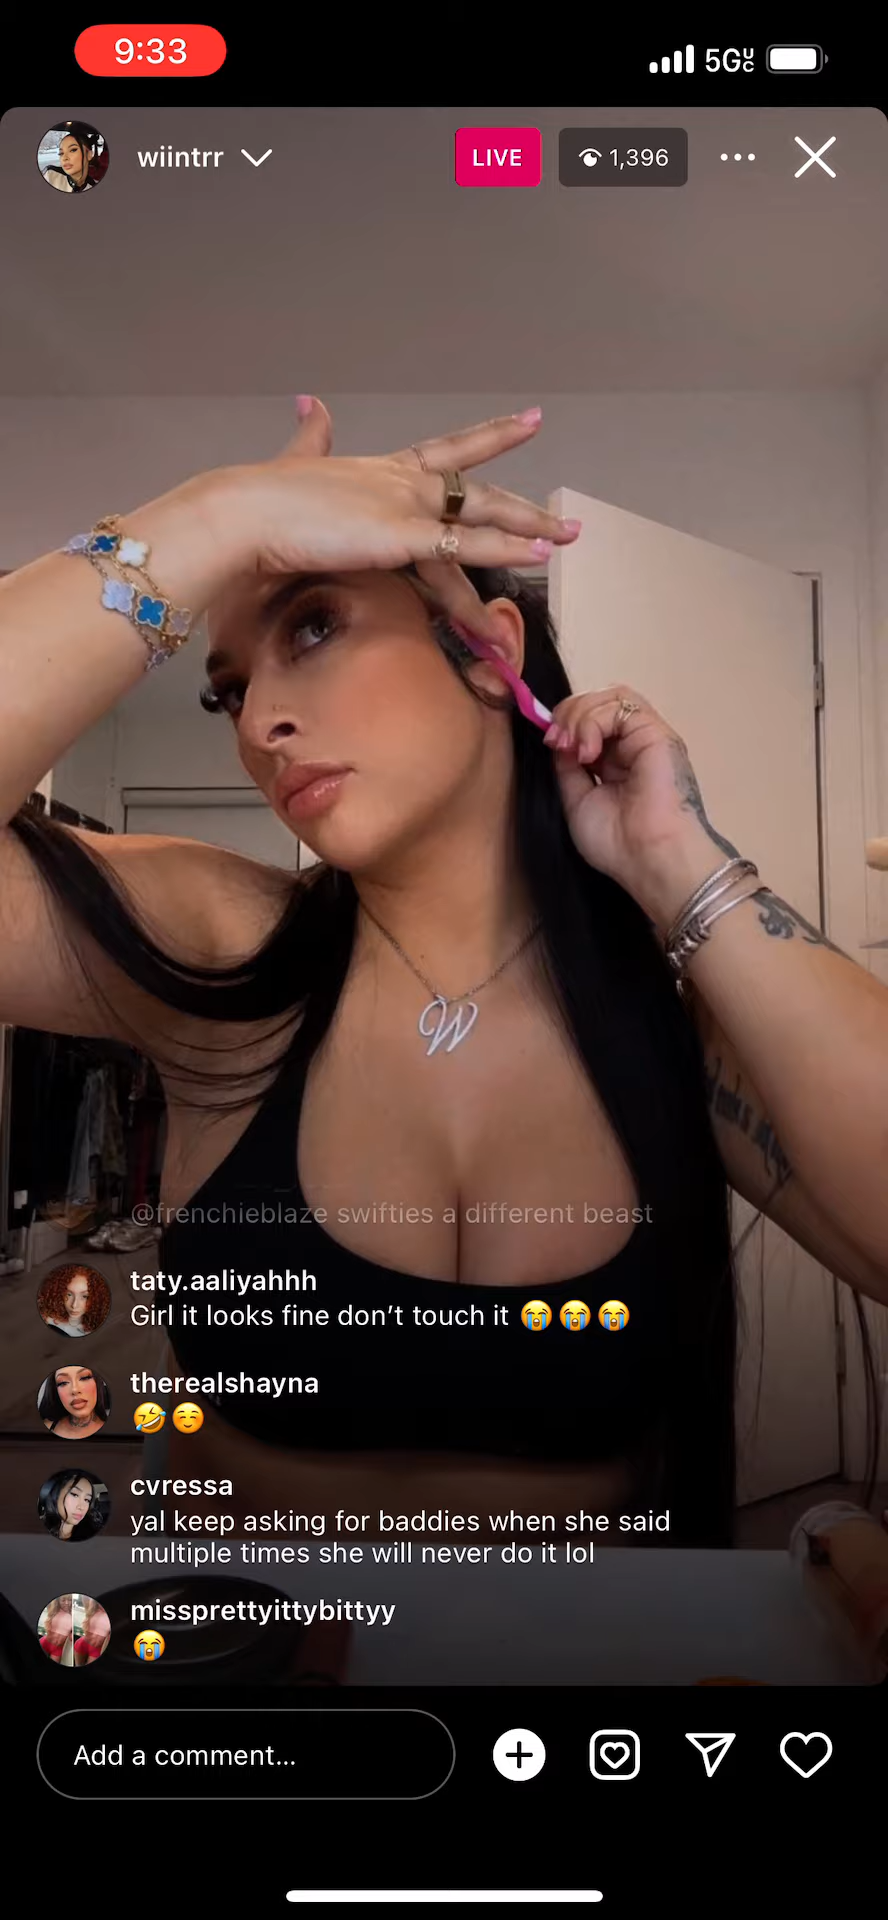 9:33
5GUC
wiintrr
LIVE
1,396
W
@frenchieblaze swifties a different beast
taty.aaliyahhh
Girl it looks fine don’t touch it 😭😭😭
therealshayna
🤣☺️
cvressa
yal keep asking for baddies when she said
multiple times she will never do it lol
missprettyittybittyy
😭
Add a comment...